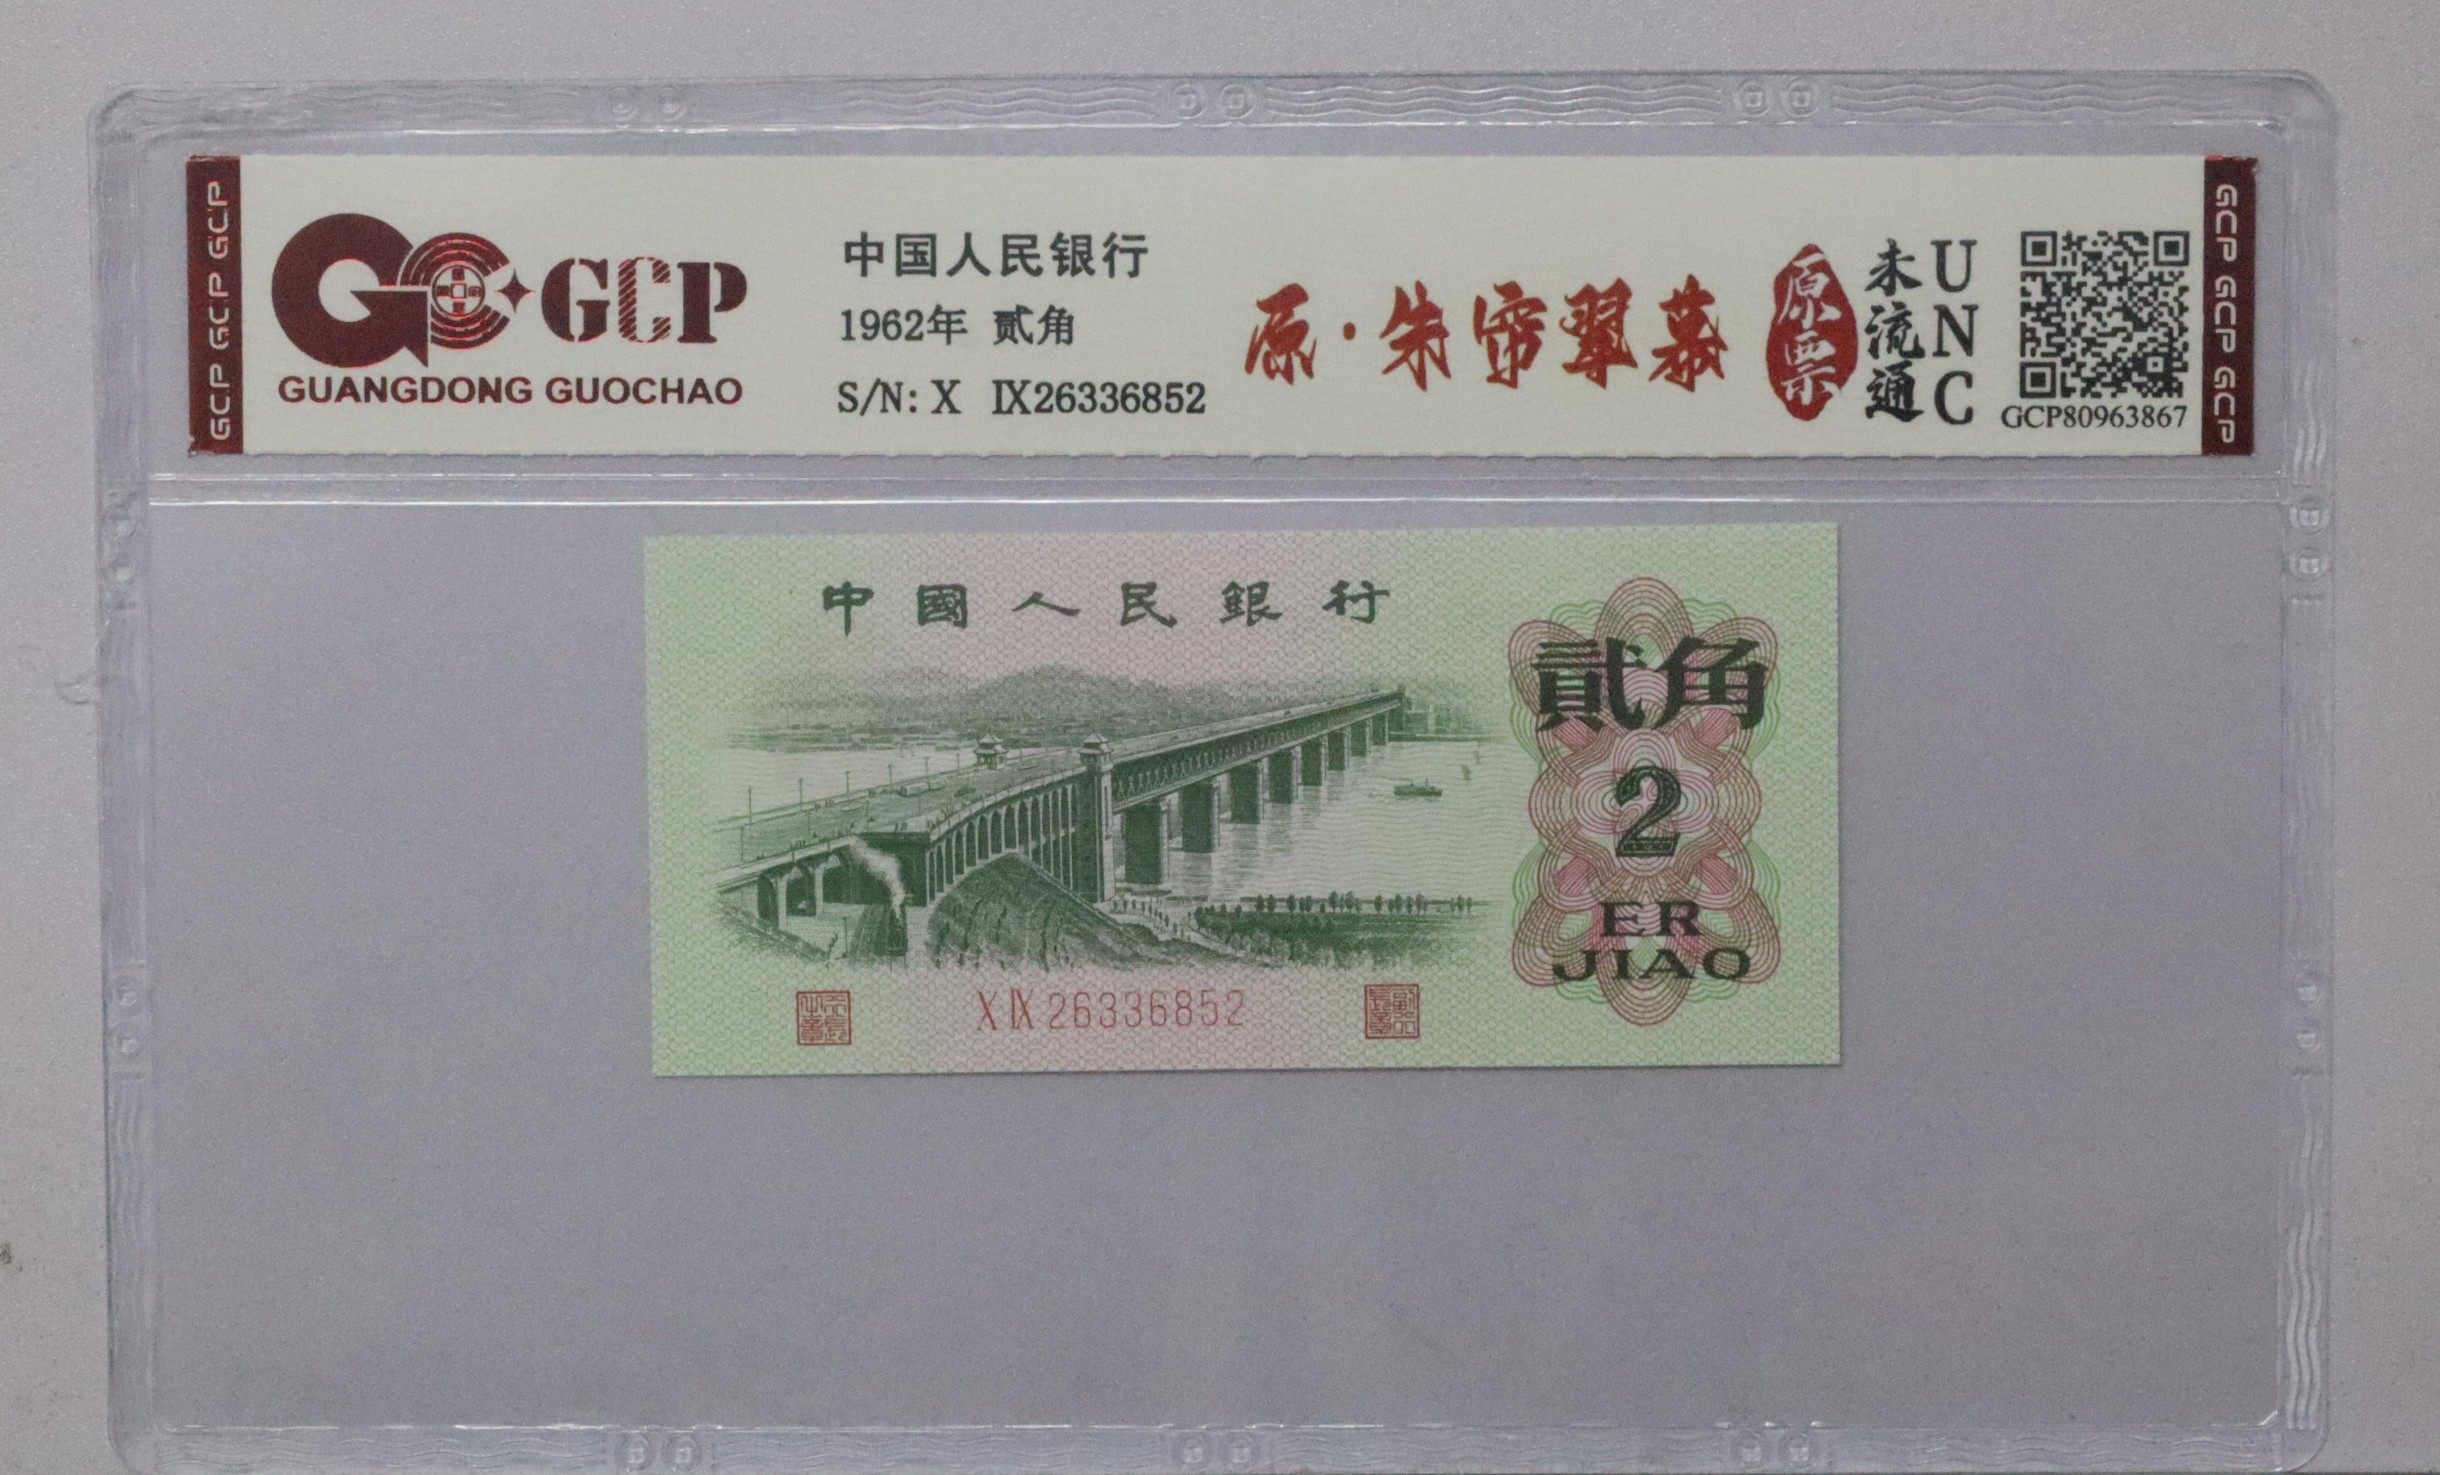 GCP GCP GCP
GCP
GUANGDONG GUOCHAO
中国人民银行
1962年 贰角
S/N: X Ⅸ26336852
原·朱帘翠幕
原票
未流通
UNC
GCP80963867
GCP GCP GCP
中國人民銀行
貳角
2
ER
JIAO
X Ⅸ 26336852